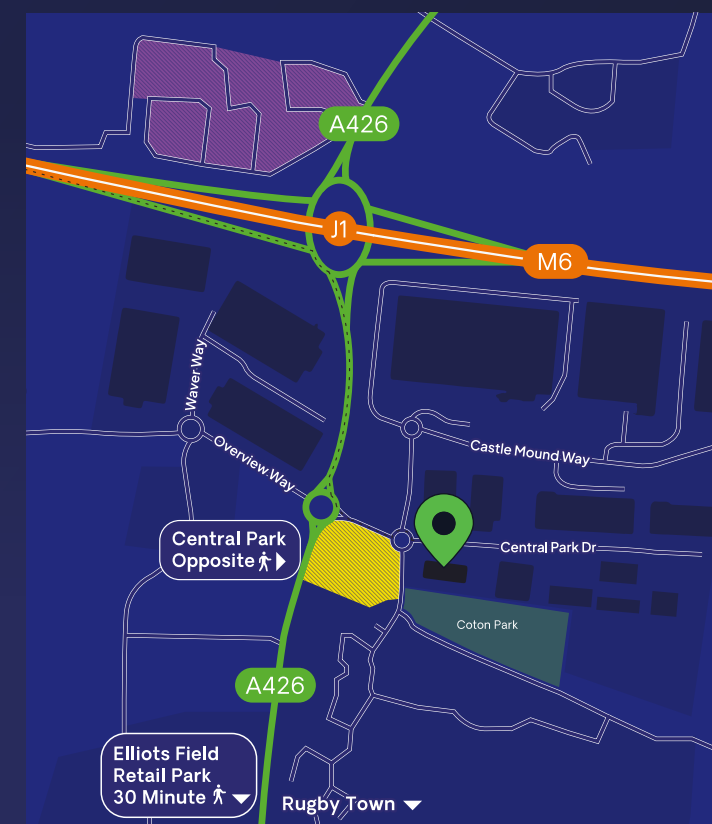 A426
J1
M6
Waver Way
Overview Way
Castle Mound Way
Central Park
Opposite
Central Park Dr
Coton Park
A426
Elliots Field
Retail Park
30 Minute
Rugby Town